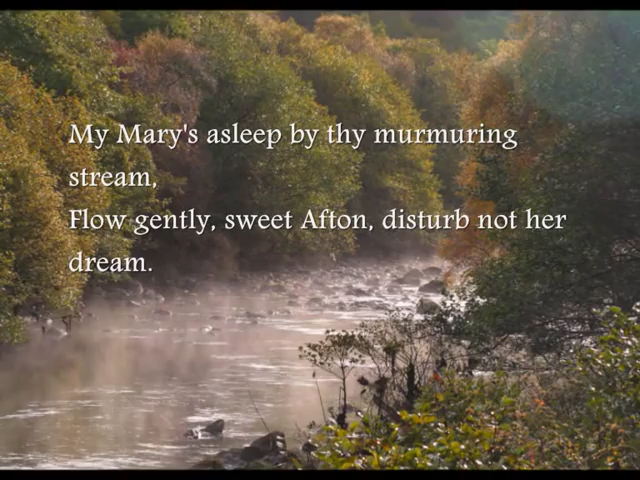 My Mary's asleep by thy murmuring
stream,
Flow gently, sweet Afton, disturb not her
dream.